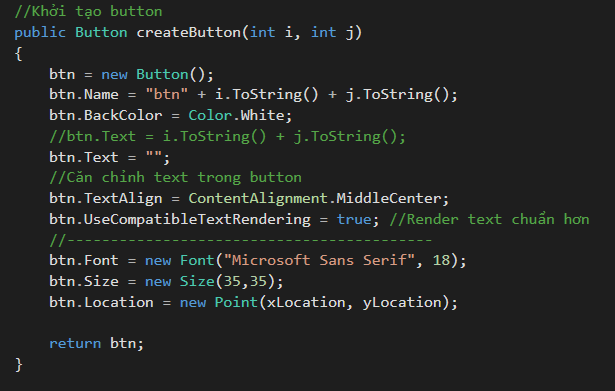 //Khởi tạo button
public Button createButton(int i, int j)
{
    btn = new Button();
    btn.Name = "btn" + i.ToString() + j.ToString();
    btn.BackColor = Color.White;
    //btn.Text = i.ToString() + j.ToString();
    btn.Text = "";
    //Căn chỉnh text trong button
    btn.TextAlign = ContentAlignment.MiddleCenter;
    btn.UseCompatibleTextRendering = true; //Render text chuẩn hơn
    //------------------------------------------
    btn.Font = new Font("Microsoft Sans Serif", 18);
    btn.Size = new Size(35,35);
    btn.Location = new Point(xLocation, yLocation);

    return btn;
}